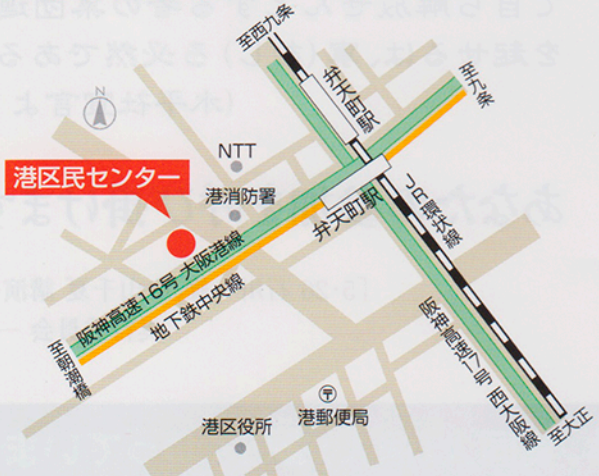 至西九条
弁天町駅
至九条
N
NTT
港消防署
港区民センター
弁天町駅
JR環状線
阪神高速16号 大阪港線
地下鉄中央線
至朝潮橋
阪神高速17号 西大阪線
〒
港郵便局
港区役所
至大正